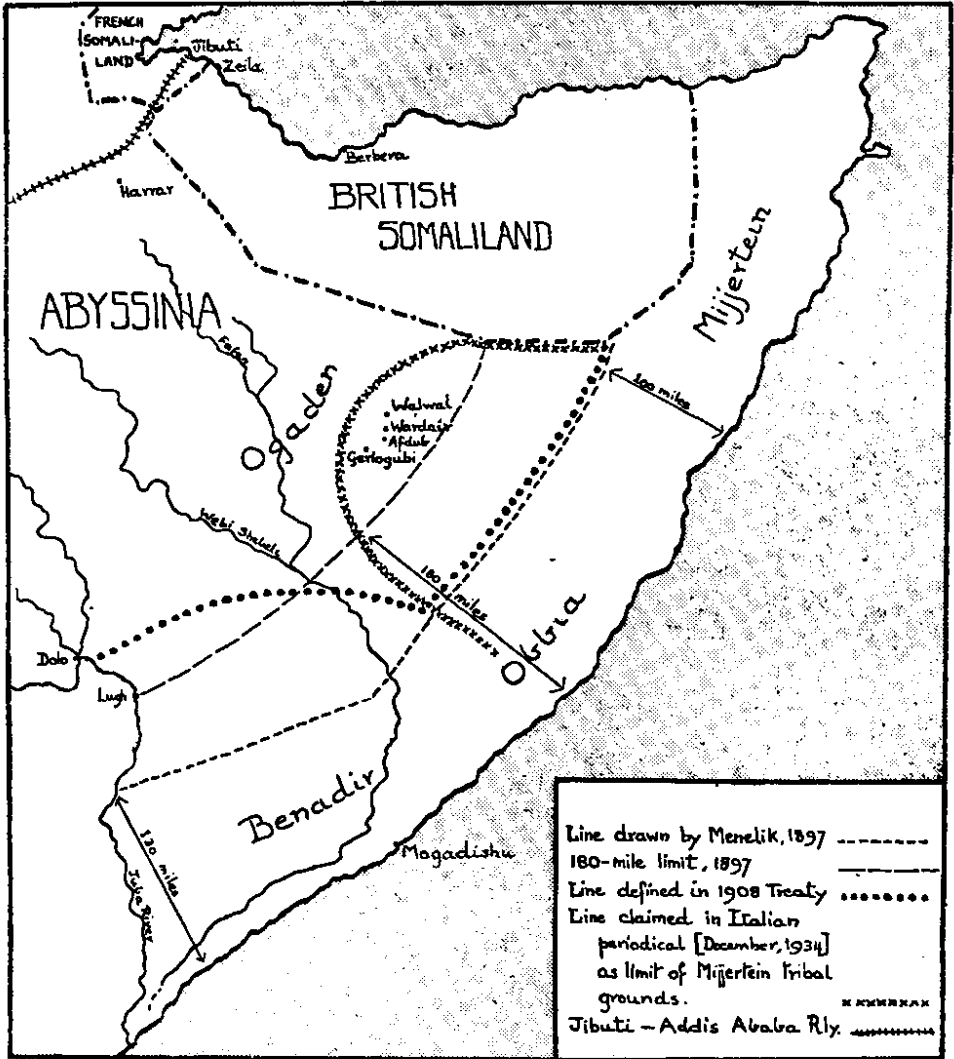 FRENCH
SOMALI-
LAND
Jibuti
Zeila
Berbera
Harrar
BRITISH
SOMALILAND
ABYSSINIA
Mijjertein
Fafan
Ogaden
100 miles
Walwal
Wardair
Afdub
Gerlogubi
Webi Shabeli
180 miles
Obbia
Dolo
Lugh
Benadir
130 miles
Juba River
Mogadishu
Line drawn by Menelik, 1897
180-mile limit, 1897
Line defined in 1908 Treaty
Line claimed in Italian
periodical [December, 1934]
as limit of Mijjertein tribal
grounds.
Jibuti – Addis Ababa Rly.